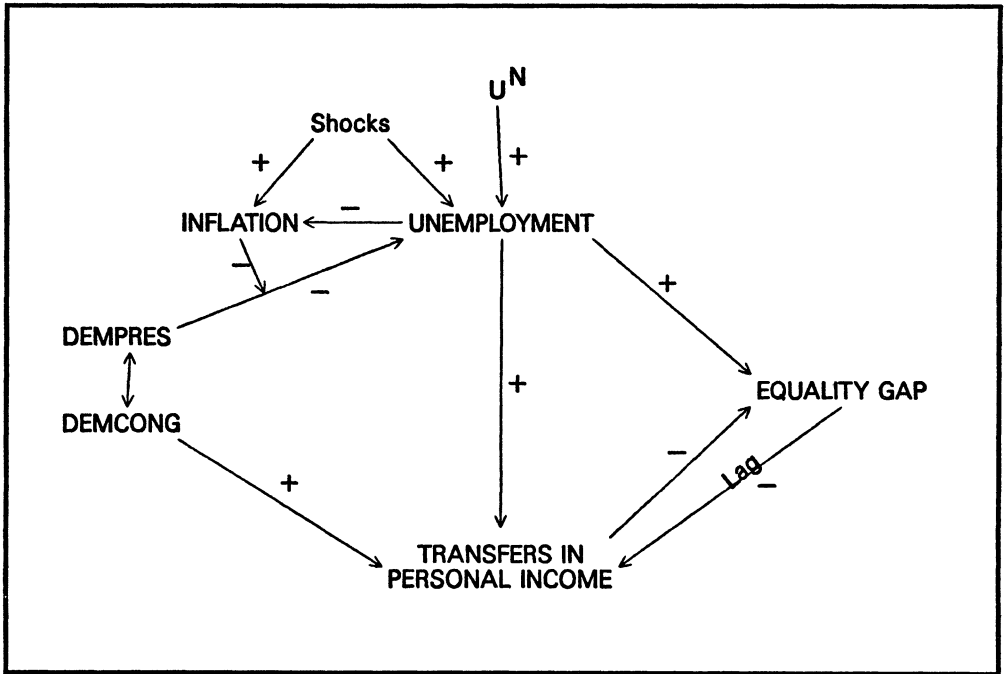 U^N
Shocks
+
+
+
INFLATION
−
UNEMPLOYMENT
−
−
+
DEMPRES
+
EQUALITY GAP
DEMCONG
−
Lag
−
+
TRANSFERS IN
PERSONAL INCOME